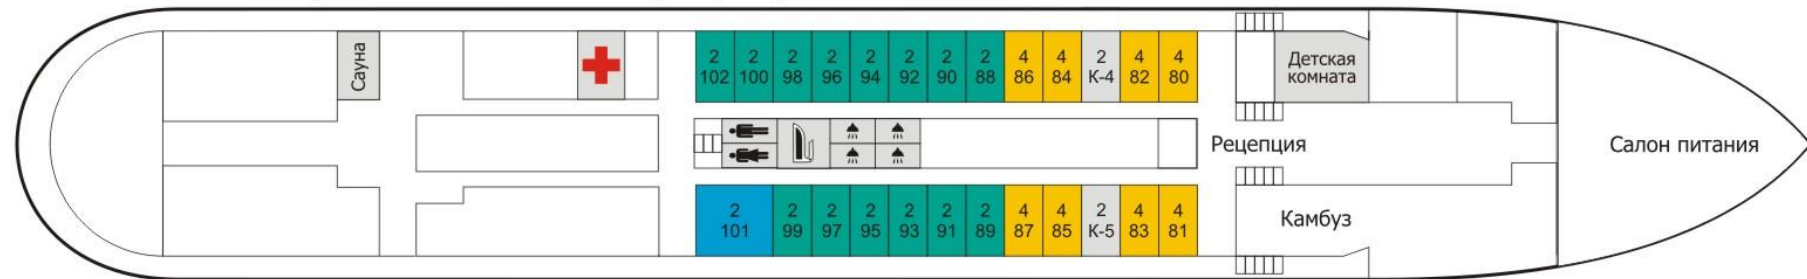 Сауна
2 2 2 2 2 2 2 2 4 4 2 4 4
102 100 98 96 94 92 90 88 86 84 К-4 82 80
Детская
комната
Рецепция
Салон питания
2 2 2 2 2 2 2 4 4 2 4 4
101 99 97 95 93 91 89 87 85 К-5 83 81
Камбуз